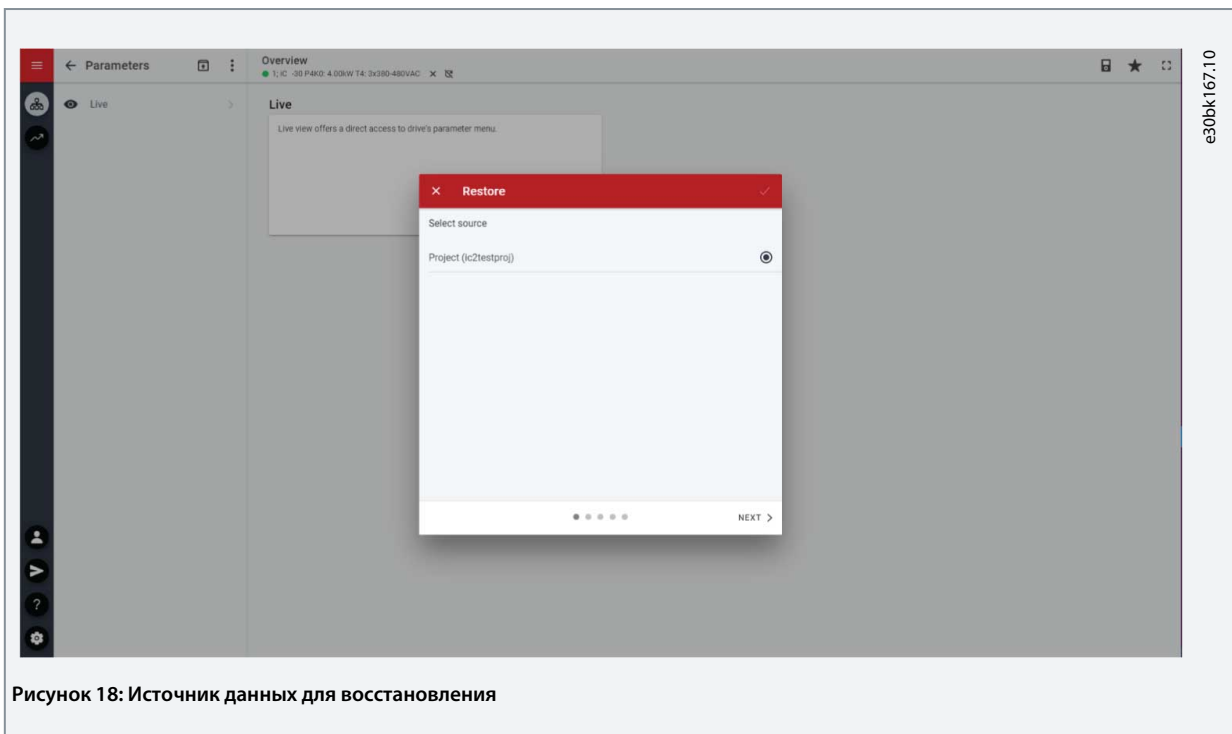 Parameters
Overview
1; IC -30 P4K0: 4.00kW T4: 3x380-480VAC
Live
Live
Live view offers a direct access to drive's parameter menu.
Restore
Select source
Project (ic2testproj)
NEXT
?
e30bk167.10
Рисунок 18: Источник данных для восстановления